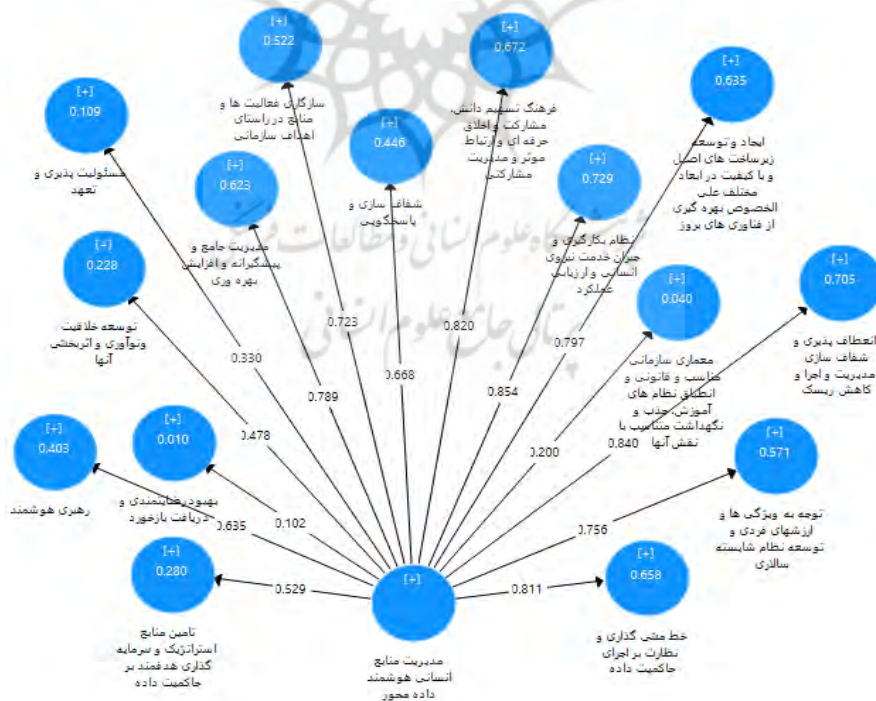 [+]
0.522
سازگاری فعالیت ها و
منابع در راستای
اهداف سازمانی
[+]
0.672
فرهنگ تسهیم دانش،
مشارکت و اخلاق
حرفه ای و ارتباط
موثر و مدیریت
مشارکتی
[+]
0.635
ایجاد و توسعه
زیرساخت های اصلی
و با کیفیت در ابعاد
مختلف علی
الخصوص بهره گیری
از فناوری های بروز
[+]
0.109
مسئولیت پذیری و
تعهد
[+]
0.446
شفاف سازی و
پاسخگویی
[+]
0.623
مدیریت جامع و
پیشگیرانه و افزایش
بهره وری
[+]
0.729
نظام بکارگیری و
جبران خدمت نیروی
انسانی و ارزیابی
عملکرد
[+]
0.228
توسعه خلاقیت
ونوآوری و اثربخشی
آنها
[+]
0.040
معماری سازمانی
مناسب و قانونی و
انطباق نظام های
آموزش، جذب و
نگهداشت متناسب با
نقش آنها
[+]
0.705
انعطاف پذیری و
شفاف سازی
مدیریت و اجرا و
کاهش ریسک
[+]
0.403
رهبری هوشمند
[+]
0.010
بهبود رضایتمندی و
دریافت بازخورد
[+]
0.571
توجه به ویژگی ها و
ارزشهای فردی و
توسعه نظام شایسته
سالاری
[+]
0.280
تامین منابع
استراتژیک و سرمایه
گذاری هدفمند بر
حاکمیت داده
[+]
مدیریت منابع
انسانی هوشمند
داده محور
[+]
0.658
خط مشی گذاری و
نظارت بر اجرای
حاکمیت داده
0.330
0.478
0.789
0.723
0.668
0.820
0.854
0.797
0.200
0.840
0.635
0.102
0.756
0.529
0.811
پژوهشگاه علوم انسانی و مطالعات فرهنگی
پرتال جامع علوم انسانی